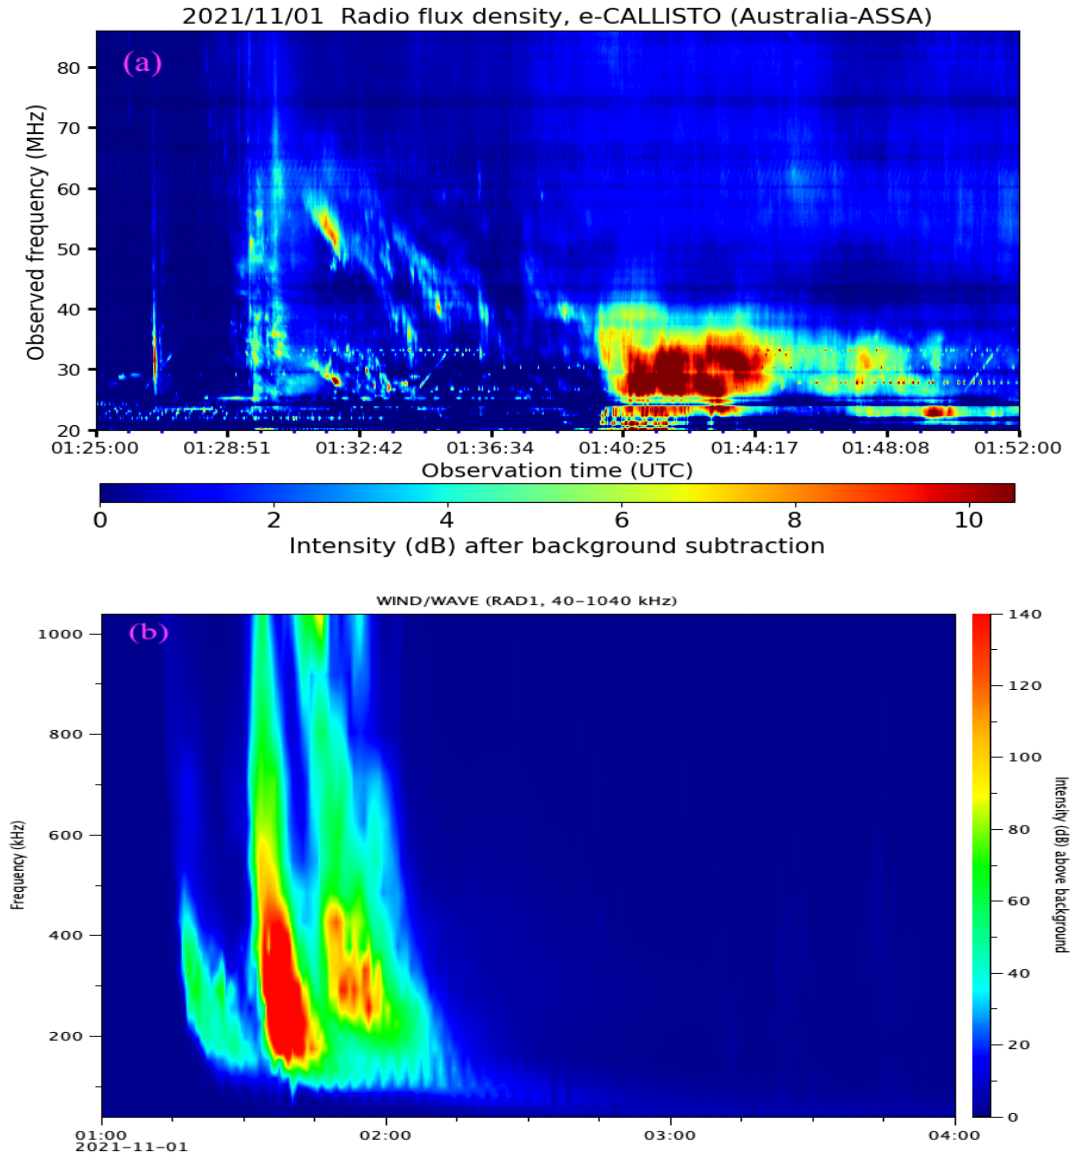 2021/11/01 Radio flux density, e-CALLISTO (Australia-ASSA)
(a)
Observed frequency (MHz)
80
70
60
50
40
30
20
01:25:00 01:28:51 01:32:42 01:36:34 01:40:25 01:44:17 01:48:08 01:52:00
Observation time (UTC)
0 2 4 6 8 10
Intensity (dB) after background subtraction
WIND/WAVE (RAD1, 40-1040 kHz)
(b)
Frequency (kHz)
1000
800
600
400
200
01:00 02:00 03:00 04:00
2021-11-01
140
120
100
80
60
40
20
0
Intensity (dB) above background